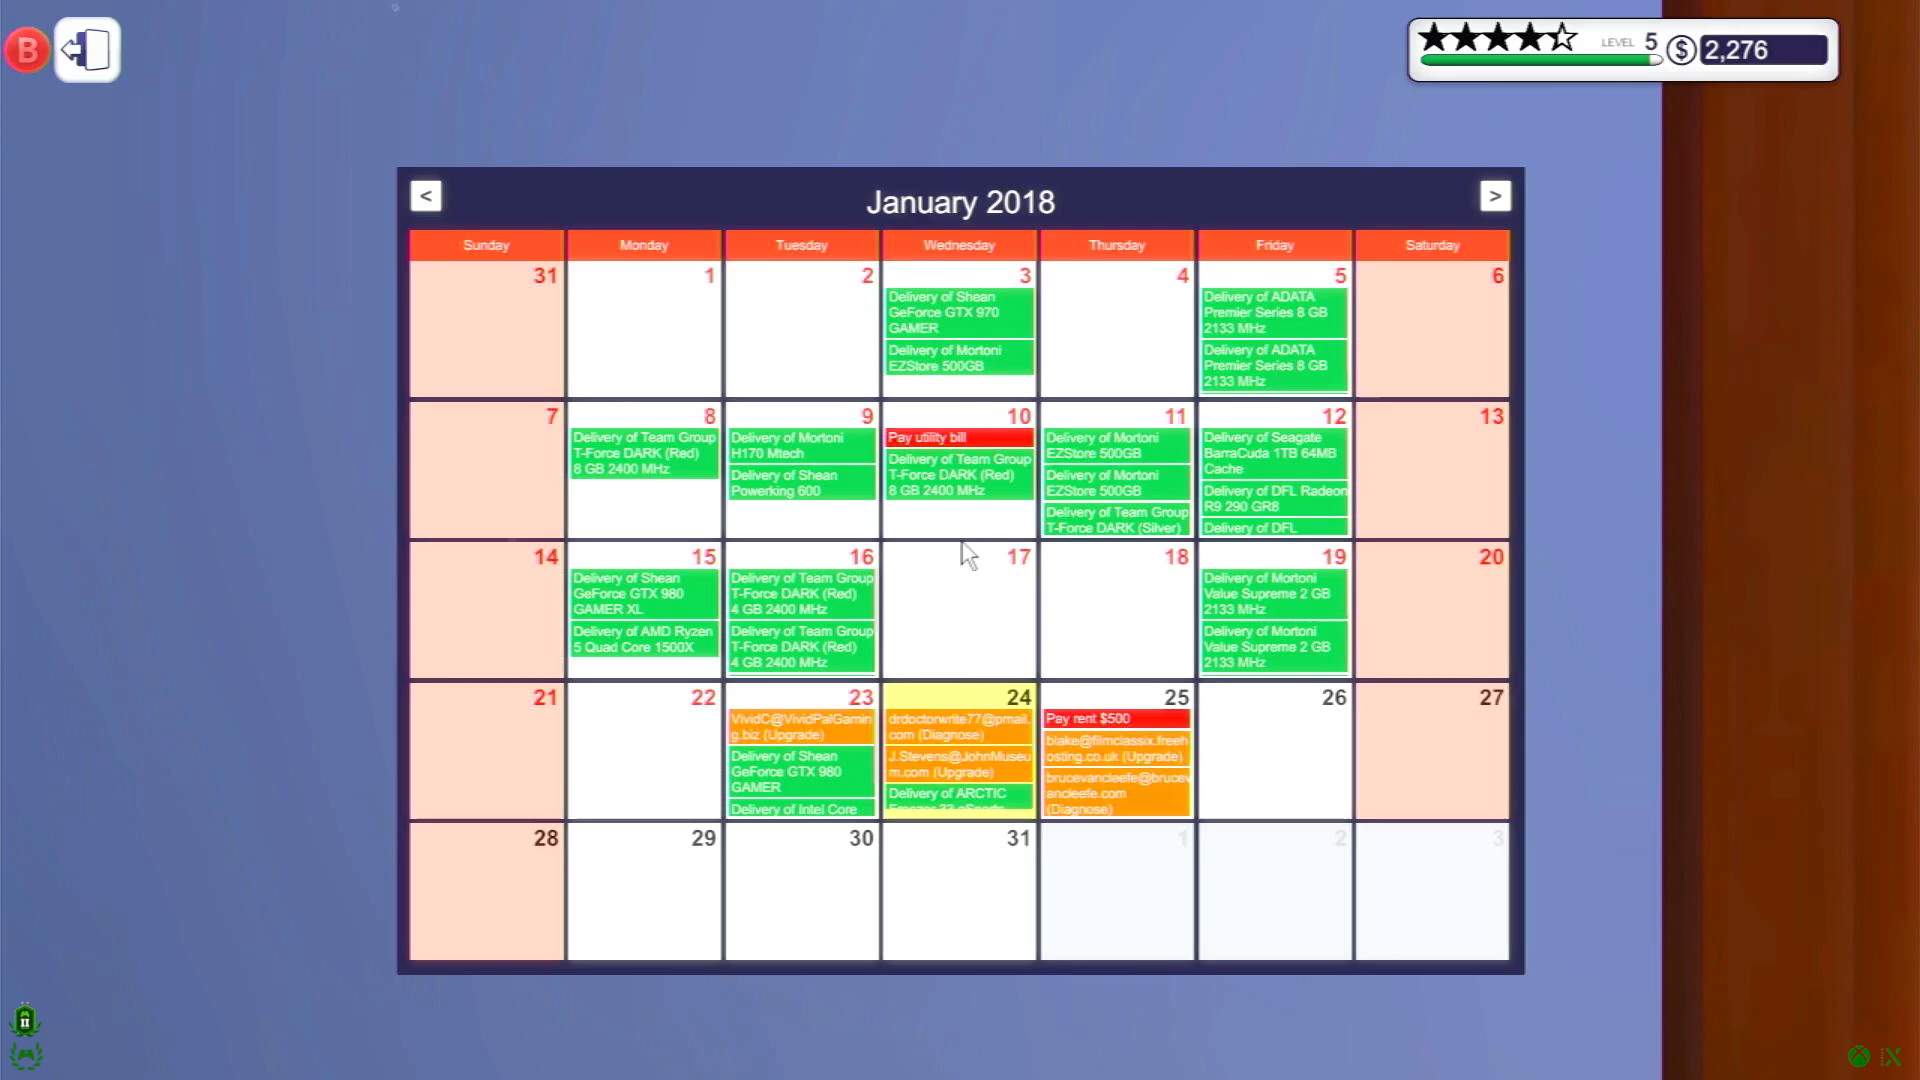 B
LEVEL 5 $ 2,276
<
January 2018
>
Sunday Monday Tuesday Wednesday Thursday Friday Saturday
31 1 2 3 4 5 6
Delivery of Shean
GeForce GTX 970
GAMER
Delivery of Mortoni
EZStore 500GB
Delivery of ADATA
Premier Series 8 GB
2133 MHz
Delivery of ADATA
Premier Series 8 GB
2133 MHz
7 8 9 10 11 12 13
Delivery of Team Group
T-Force DARK (Red)
8 GB 2400 MHz
Delivery of Mortoni
H170 Mtech
Delivery of Shean
Powerking 600
Pay utility bill
Delivery of Team Group
T-Force DARK (Red)
8 GB 2400 MHz
Delivery of Mortoni
EZStore 500GB
Delivery of Mortoni
EZStore 500GB
Delivery of Team Group
T-Force DARK (Silver)
Delivery of Seagate
BarraCuda 1TB 64MB
Cache
Delivery of DFL Radeon
R9 290 GR8
Delivery of DFL
14 15 16 17 18 19 20
Delivery of Shean
GeForce GTX 980
GAMER XL
Delivery of AMD Ryzen
5 Quad Core 1500X
Delivery of Team Group
T-Force DARK (Red)
4 GB 2400 MHz
Delivery of Team Group
T-Force DARK (Red)
4 GB 2400 MHz
Delivery of Mortoni
Value Supreme 2 GB
2133 MHz
Delivery of Mortoni
Value Supreme 2 GB
2133 MHz
21 22 23 24 25 26 27
VividC@VividPalGamin
g.biz (Upgrade)
Delivery of Shean
GeForce GTX 980
GAMER
Delivery of Intel Core
drdoctorwrite77@pmail.
com (Diagnose)
J.Stevens@JohnMuseu
m.com (Upgrade)
Delivery of ARCTIC
Pay rent $500
blake@filmclassix.freeh
osting.co.uk (Upgrade)
brucevancleefe@brucev
ancleefe.com
(Diagnose)
28 29 30 31 1 2 3
II